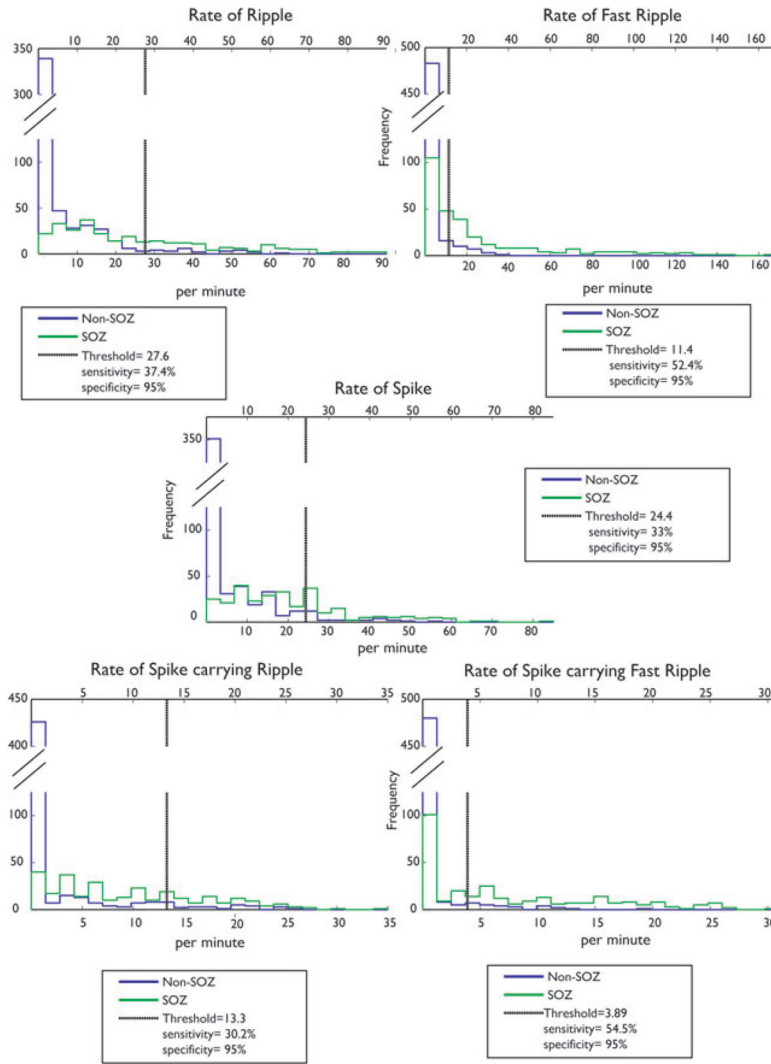 Rate of Ripple
10 20 30 40 50 60 70 80 90
350
300
100
50
0
10 20 30 40 50 60 70 80 90
per minute
Non-SOZ
SOZ
Threshold= 27.6
sensitivity= 37.4%
specificity= 95%
Rate of Fast Ripple
20 40 60 80 100 120 140 160
500
450
Frequency
100
50
0
20 40 60 80 100 120 140 160
per minute
Non-SOZ
SOZ
Threshold= 11.4
sensitivity= 52.4%
specificity= 95%
Rate of Spike
10 20 30 40 50 60 70 80
350
Frequency
100
50
0
10 20 30 40 50 60 70 80
per minute
Non-SOZ
SOZ
Threshold= 24.4
sensitivity= 33%
specificity= 95%
Rate of Spike carrying Ripple
5 10 15 20 25 30 35
450
400
100
50
0
5 10 15 20 25 30 35
per minute
Non-SOZ
SOZ
Threshold=13.3
sensitivity= 30.2%
specificity= 95%
Rate of Spike carrying Fast Ripple
5 10 15 20 25 30
500
450
Frequency
100
50
0
5 10 15 20 25 30
per minute
Non-SOZ
SOZ
Threshold=3.89
sensitivity= 54.5%
specificity= 95%